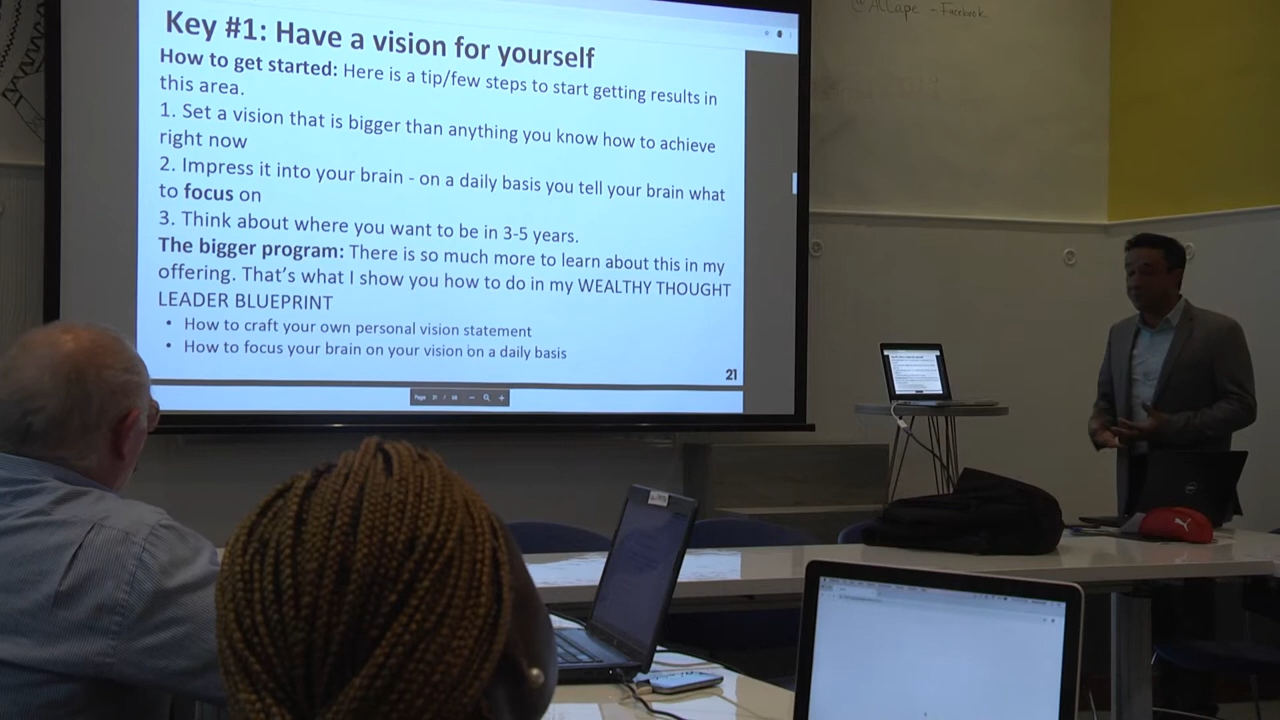 @ALLape - Facebook
Key #1: Have a vision for yourself
How to get started: Here is a tip/few steps to start getting results in
this area.
1. Set a vision that is bigger than anything you know how to achieve
right now
2. Impress it into your brain - on a daily basis you tell your brain what
to focus on
3. Think about where you want to be in 3-5 years.
The bigger program: There is so much more to learn about this in my
offering. That's what I show you how to do in my WEALTHY THOUGHT
LEADER BLUEPRINT
• How to craft your own personal vision statement
• How to focus your brain on your vision on a daily basis
21
Page 21 / 68